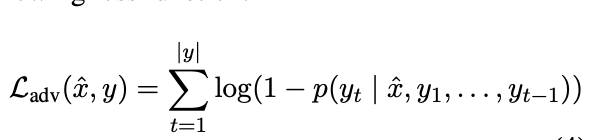 ℒ_adv(x̂, y) = ∑_{t=1}^{|y|} log(1 − p(y_t | x̂, y_1, …, y_{t−1}))